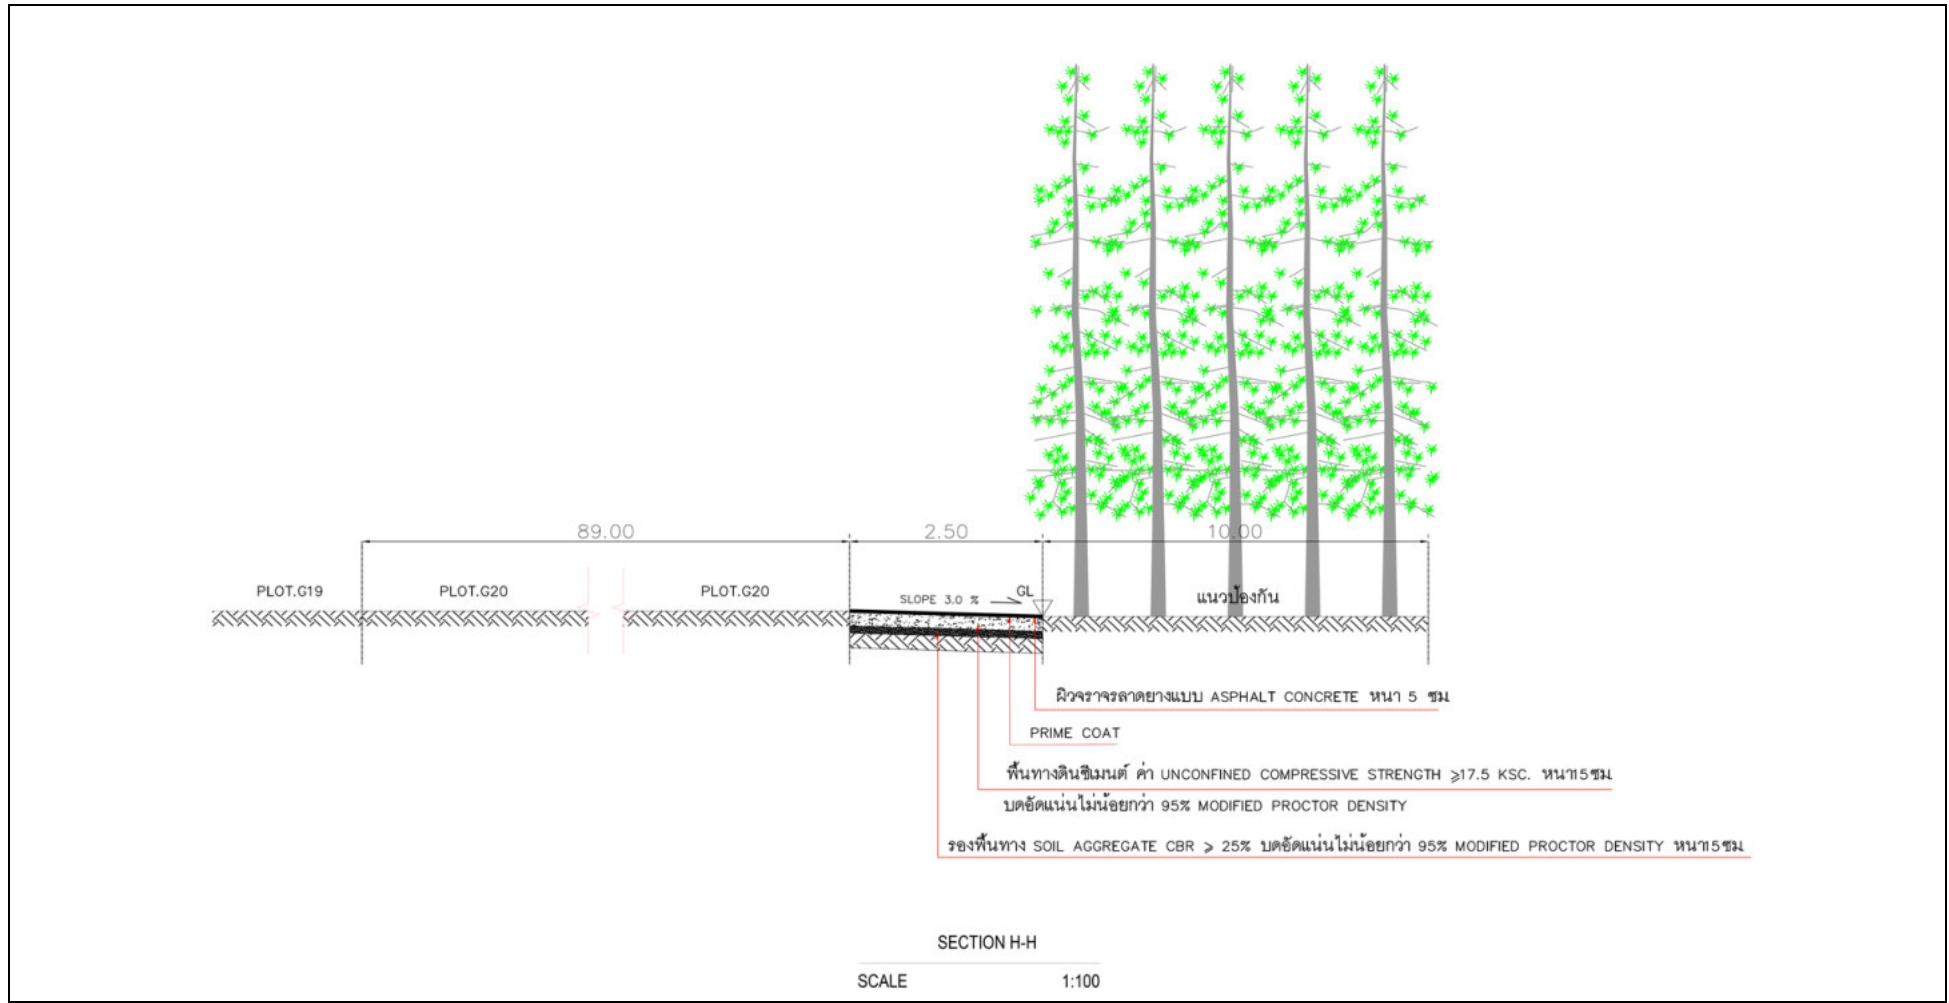 89.00 2.50 10.00
PLOT.G19 PLOT.G20 PLOT.G20 SLOPE 3.0 % GL แนวป้องกัน
ผิวจราจรลาดยางแบบ ASPHALT CONCRETE หนา 5 ซม.
PRIME COAT
พื้นทางดินซีเมนต์ ค่า UNCONFINED COMPRESSIVE STRENGTH ⩾17.5 KSC. หนา15ซม.
บดอัดแน่นไม่น้อยกว่า 95% MODIFIED PROCTOR DENSITY
รองพื้นทาง SOIL AGGREGATE CBR ⩾ 25% บดอัดแน่นไม่น้อยกว่า 95% MODIFIED PROCTOR DENSITY หนา15ซม.
SECTION H-H
SCALE 1:100